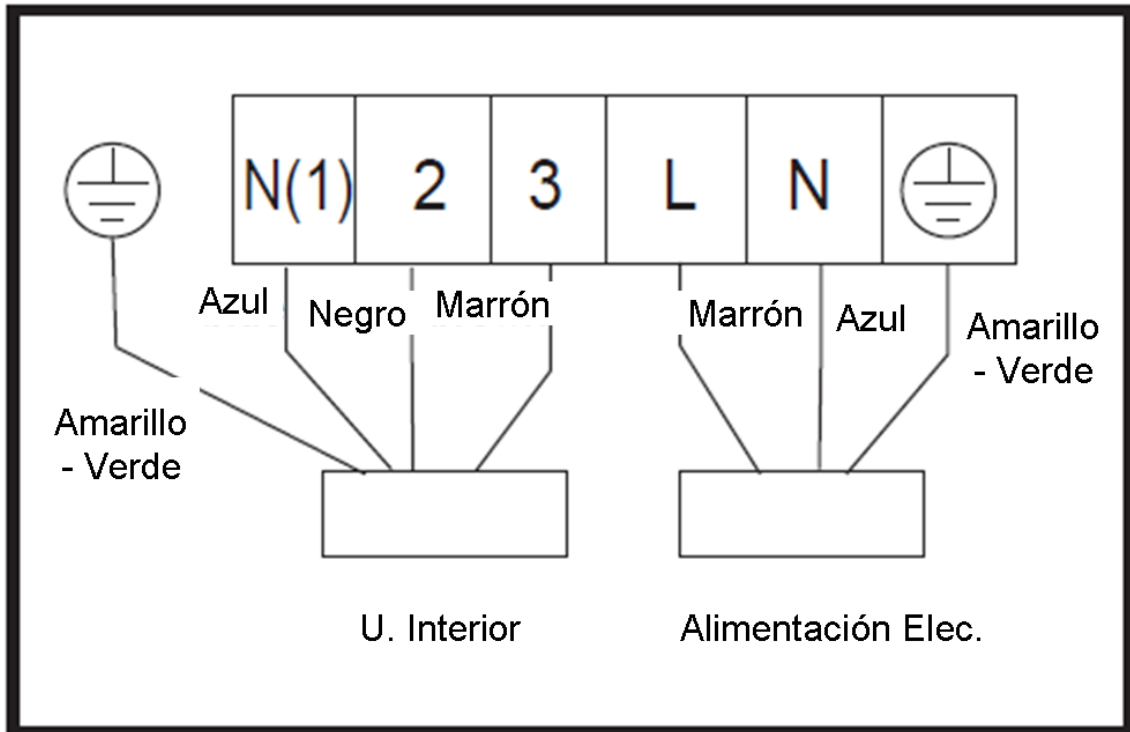 N(1) 2 3 L N
Azul Negro Marrón Marrón Azul Amarillo
- Verde
Amarillo
- Verde
U. Interior Alimentación Elec.